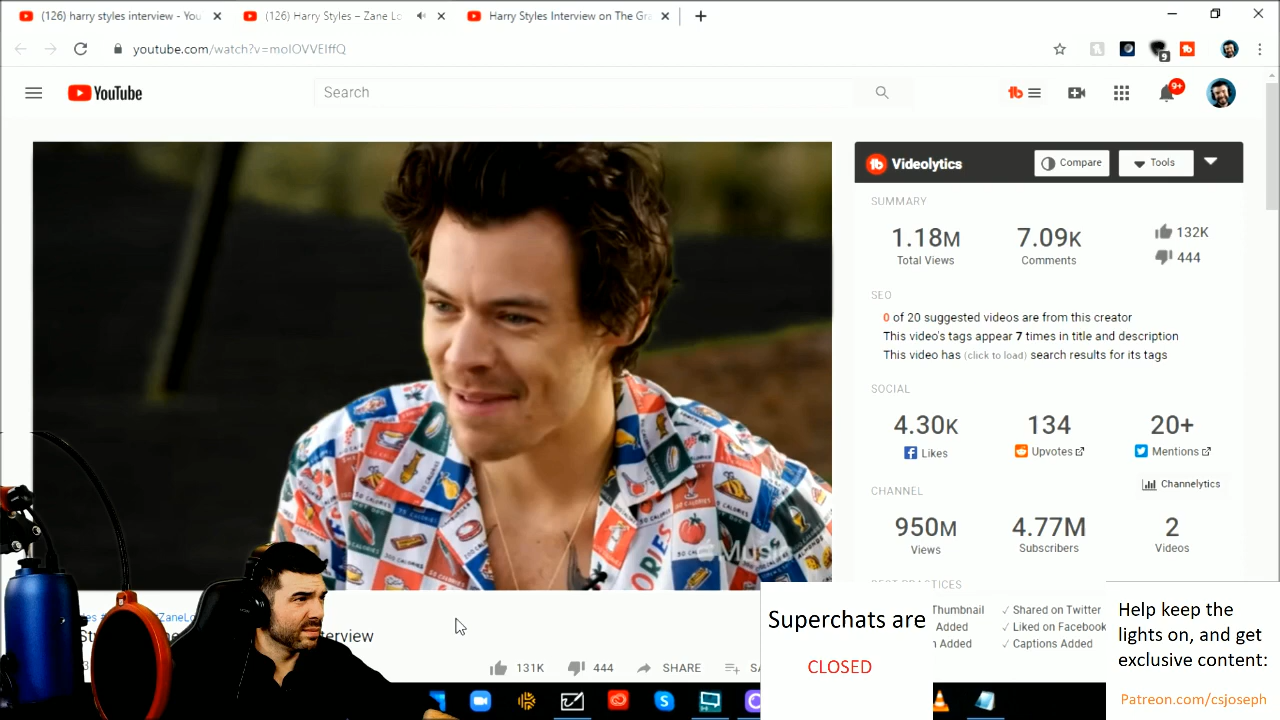 (126) harry styles interview - You
(126) Harry Styles – Zane Lo
Harry Styles Interview on The Gra
youtube.com/watch?v=moIOVVEIffQ
9
YouTube
Search
9+
Videolytics
Compare
Tools
SUMMARY
1.18M
Total Views
7.09K
Comments
132K
444
SEO
0 of 20 suggested videos are from this creator
This video's tags appear 7 times in title and description
This video has (click to load) search results for its tags
SOCIAL
4.30K
Likes
134
Upvotes
20+
Mentions
Channelytics
CHANNEL
950M
Views
4.77M
Subscribers
2
Videos
Music
Superchats are
CLOSED
Thumbnail
Added
Added
✓ Shared on Twitter
✓ Liked on Facebook
✓ Captions Added
Help keep the
lights on, and get
exclusive content:
Patreon.com/csjoseph
131K
444
SHARE